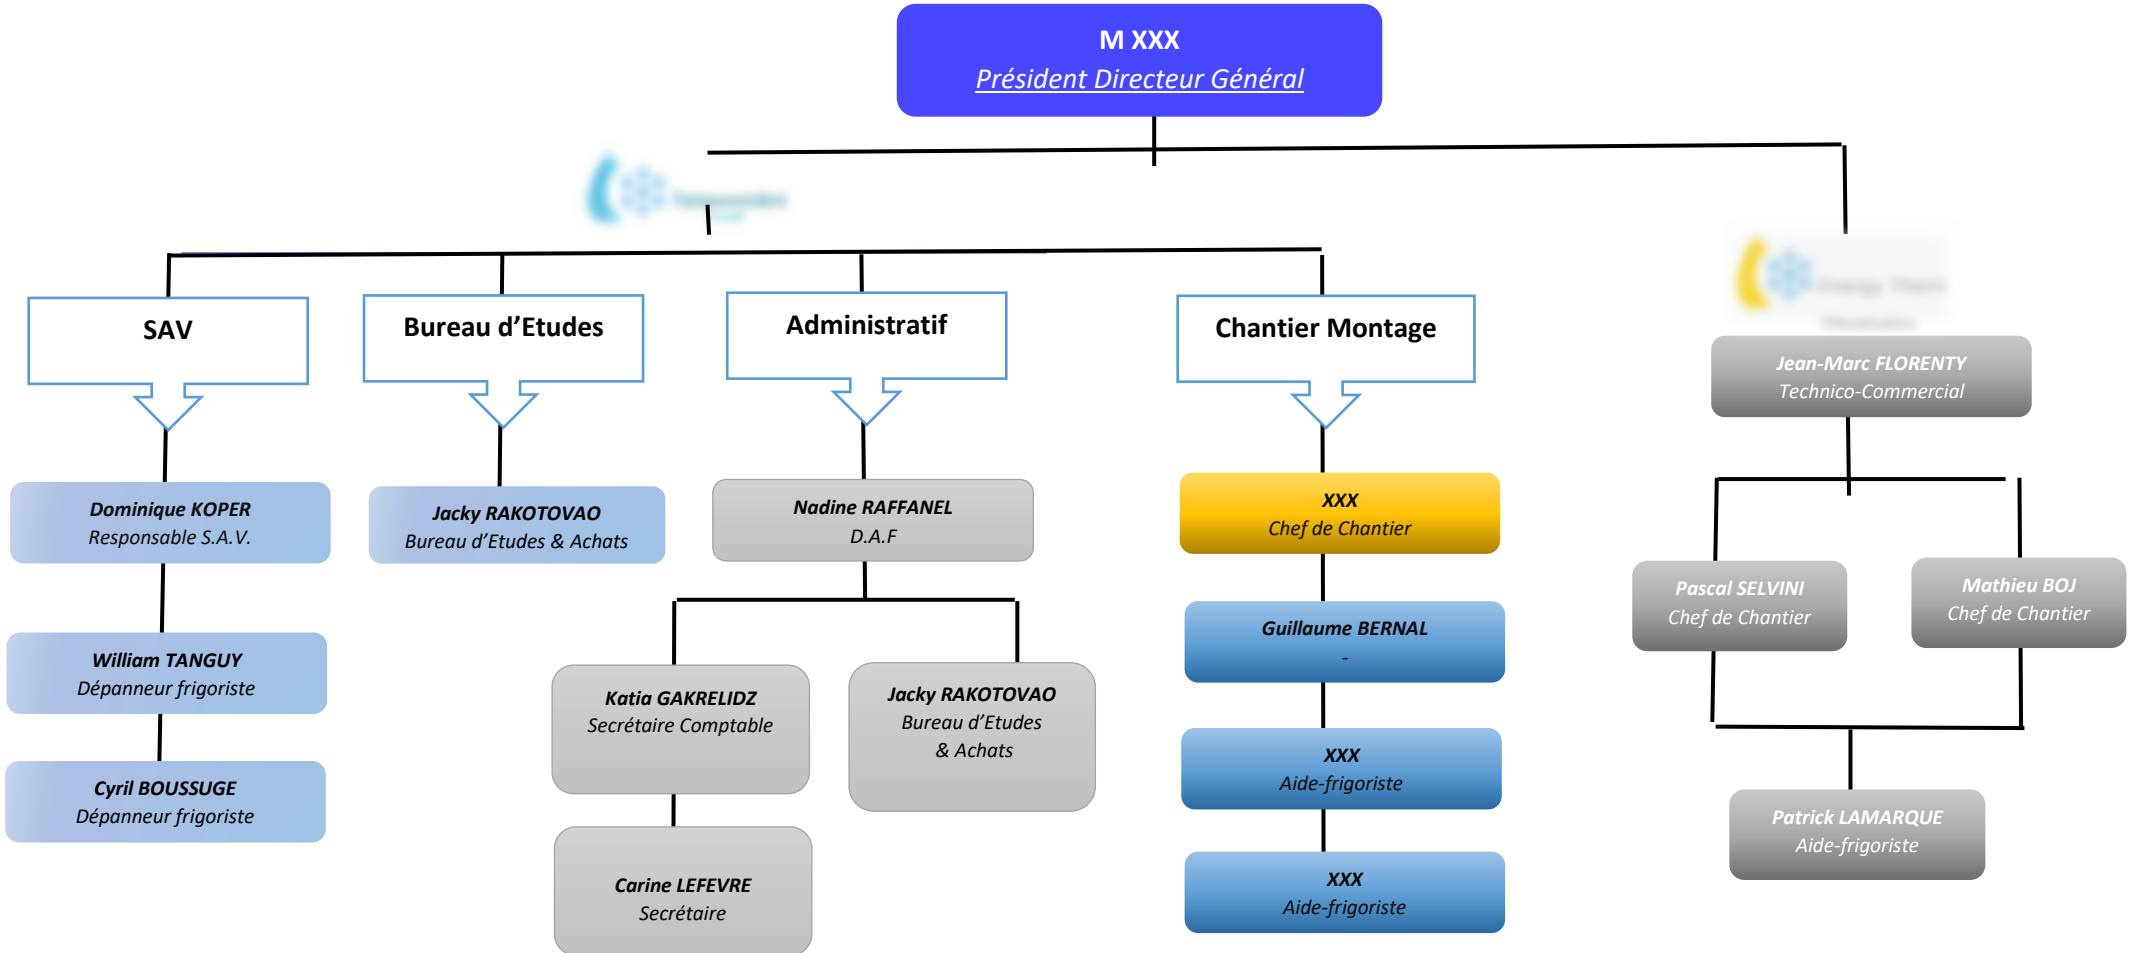 M XXX
Président Directeur Général
SAV
Bureau d’Etudes
Administratif
Chantier Montage
Jean-Marc FLORENTY
Technico-Commercial
Dominique KOPER
Responsable S.A.V.
Jacky RAKOTOVAO
Bureau d’Etudes & Achats
Nadine RAFFANEL
D.A.F
XXX
Chef de Chantier
Pascal SELVINI
Chef de Chantier
Mathieu BOJ
Chef de Chantier
William TANGUY
Dépanneur frigoriste
Katia GAKRELIDZ
Secrétaire Comptable
Jacky RAKOTOVAO
Bureau d’Etudes
& Achats
Guillaume BERNAL
-
XXX
Aide-frigoriste
Cyril BOUSSUGE
Dépanneur frigoriste
Patrick LAMARQUE
Aide-frigoriste
Carine LEFEVRE
Secrétaire
XXX
Aide-frigoriste